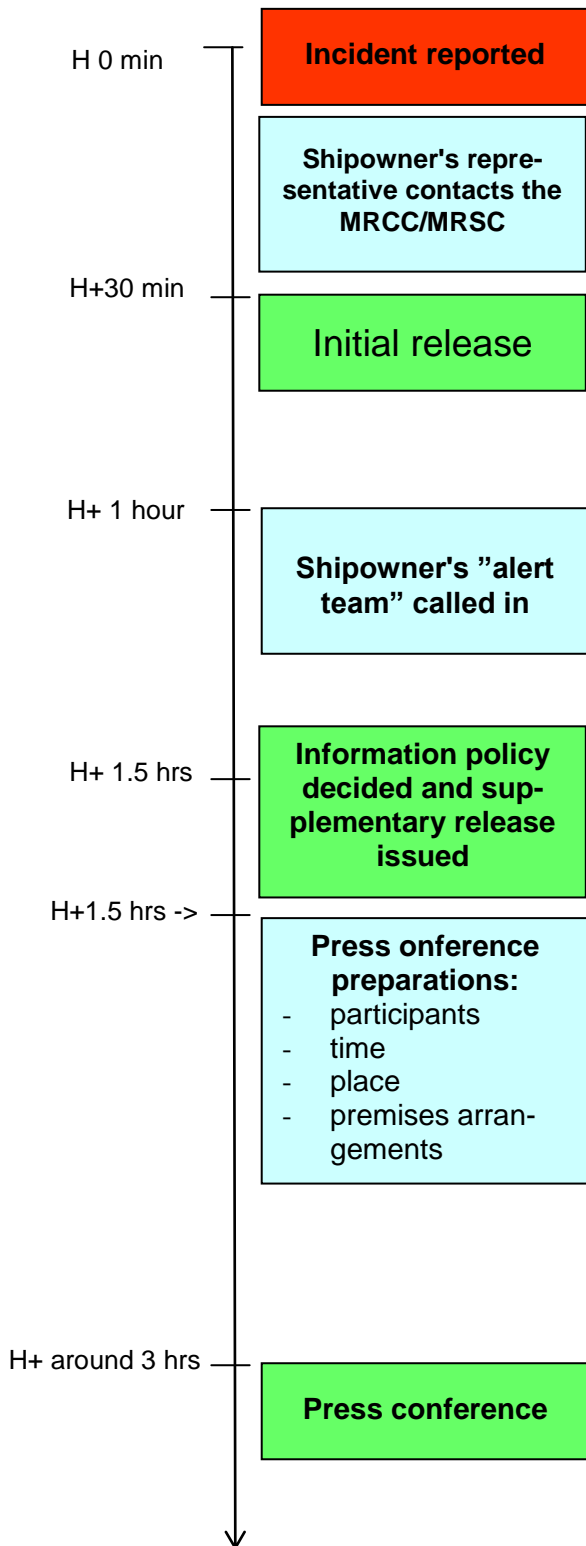 H 0 min
Incident reported
Shipowner's repre-
sentative contacts the
MRCC/MRSC
H+30 min
Initial release
H+ 1 hour
Shipowner's ”alert
team” called in
H+ 1.5 hrs
Information policy
decided and sup-
plementary release
issued
H+1.5 hrs ->
Press onference
preparations:
- participants
- time
- place
- premises arran-
gements
H+ around 3 hrs
Press conference